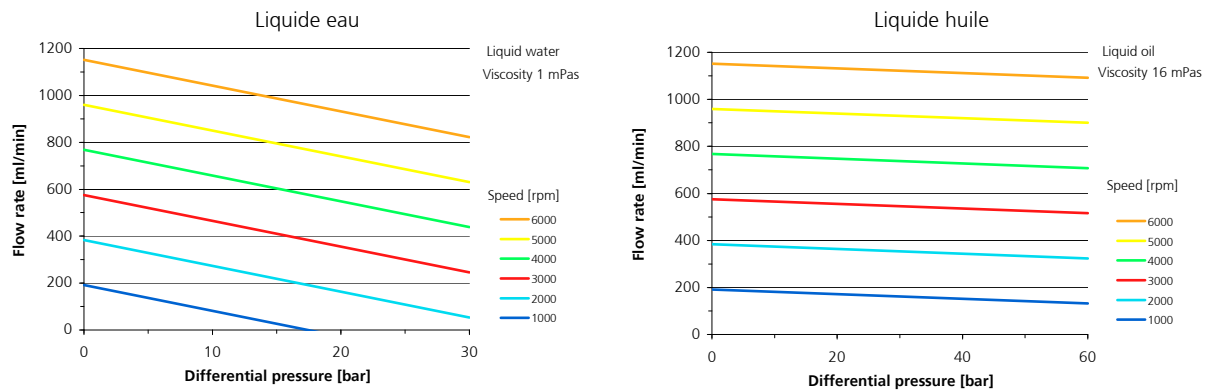 Liquide eau
1200
1000
800
600
400
200
0
Flow rate [ml/min]
0
10
20
30
Differential pressure [bar]
Liquid water
Viscosity 1 mPas
Speed [rpm]
6000
5000
4000
3000
2000
1000
Liquide huile
1200
1000
800
600
400
200
0
Flow rate [ml/min]
0
20
40
60
Differential pressure [bar]
Liquid oil
Viscosity 16 mPas
Speed [rpm]
6000
5000
4000
3000
2000
1000